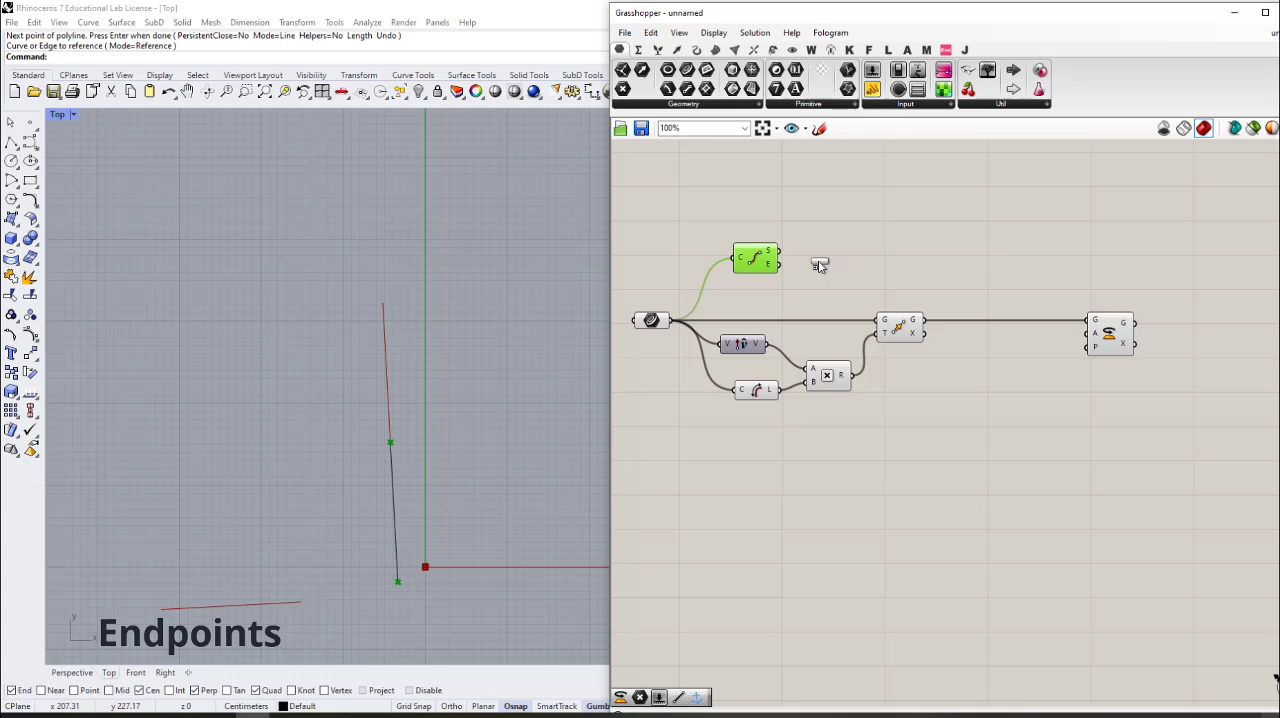 Rhinoceros 7 Educational Lab License - [Top]
File Edit View Curve Surface SubD Solid Mesh Dimension Transform Tools Analyze Render Panels Help
Next point of polyline. Press Enter when done ( PersistentClose=No Mode=Line Helpers=No Length Undo )
Curve or Edge to reference ( Mode=Reference )
Command:
Standard CPlanes Set View Display Select Viewport Layout Visibility Transform Curve Tools Surface Tools Solid Tools SubD Tools
Top
y
x
Endpoints
Perspective Top Front Right
End Near Point Mid Cen Int Perp Tan Quad Knot Vertex Project Disable
CPlane x 207.31 y 227.17 z 0 Centimeters Default Grid Snap Ortho Planar Osnap SmartTrack Gumb
Grasshopper - unnamed
File Edit View Display Solution Help Fologram
K F L A M J
Geometry Primitive Input Util
100%
C S E
G T G X
G A P G X
V V
A B R
C L